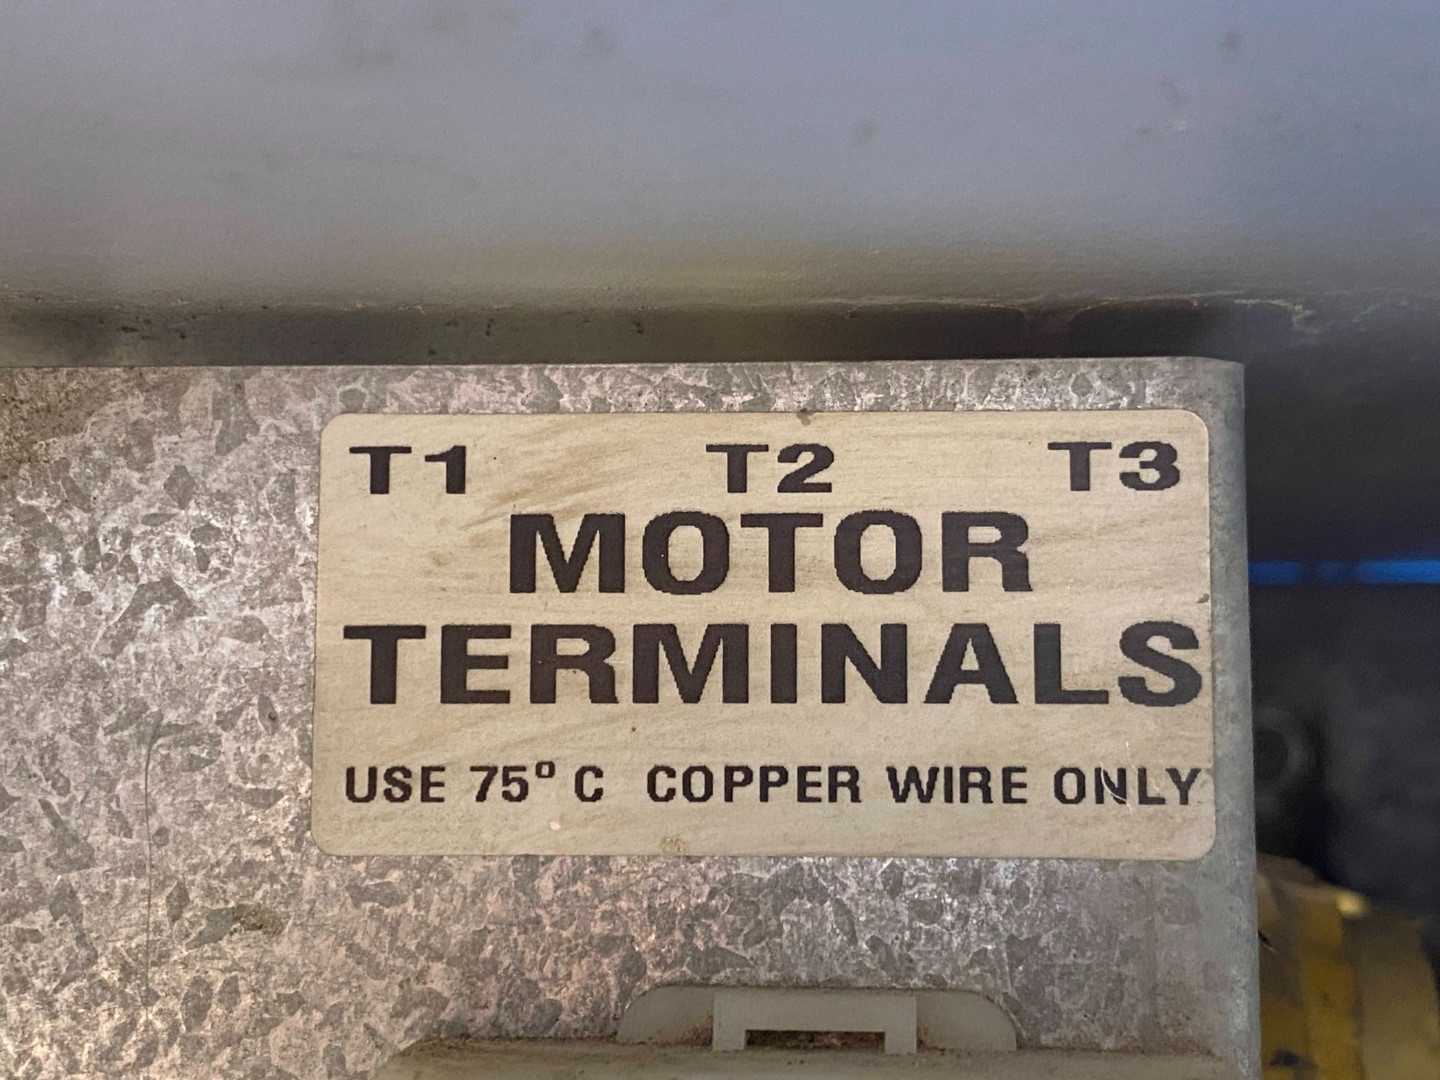 T1 T2 T3
MOTOR
TERMINALS
USE 75° C COPPER WIRE ONLY